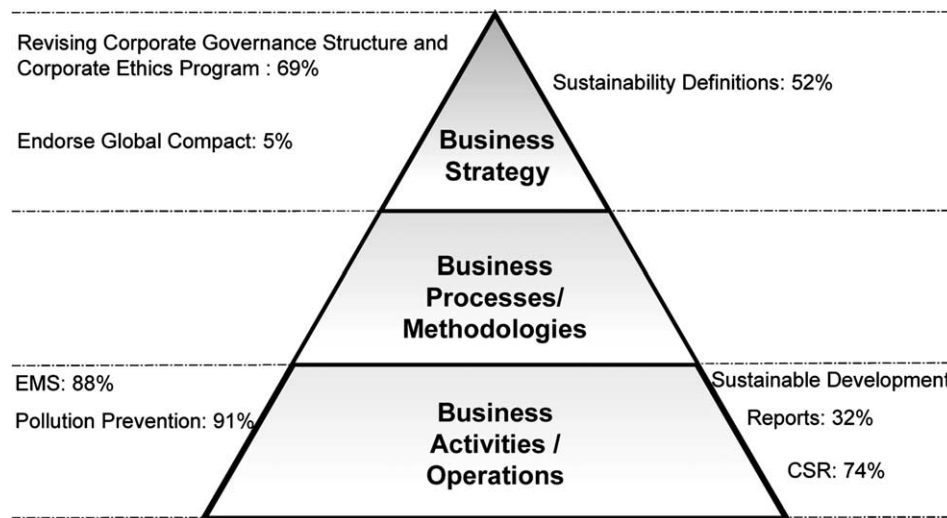 Revising Corporate Governance Structure and
Corporate Ethics Program : 69%
Sustainability Definitions: 52%
Endorse Global Compact: 5%
Business
Strategy
Business
Processes/
Methodologies
EMS: 88%
Pollution Prevention: 91%
Business
Activities /
Operations
Sustainable Development
Reports: 32%
CSR: 74%